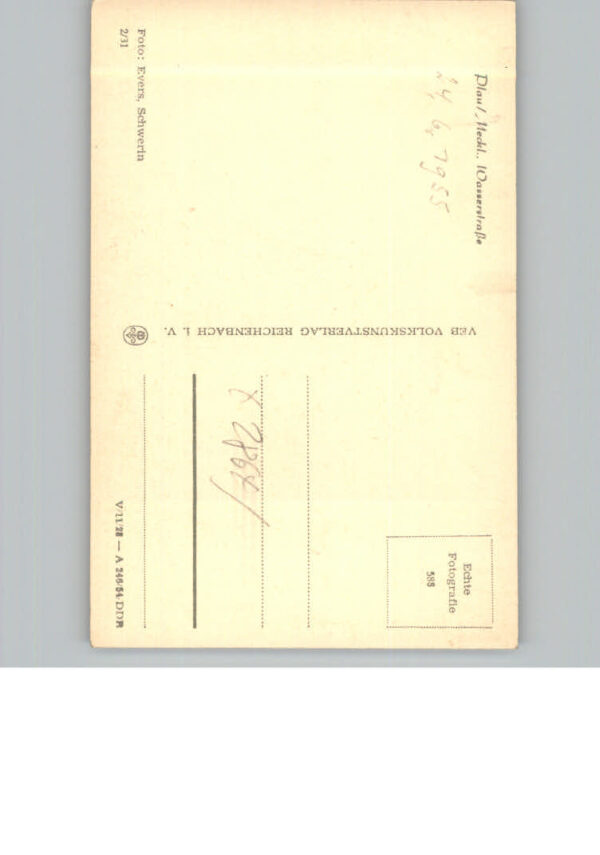 Plau / Meckl., Wasserstraße
24. 6. 1955
Foto: Evers, Schwerin
2/31
VEB VOLKSKUNSTVERLAG REICHENBACH i. V.
Echte
Fotografie
V/11/28 — A 246/54 DDR